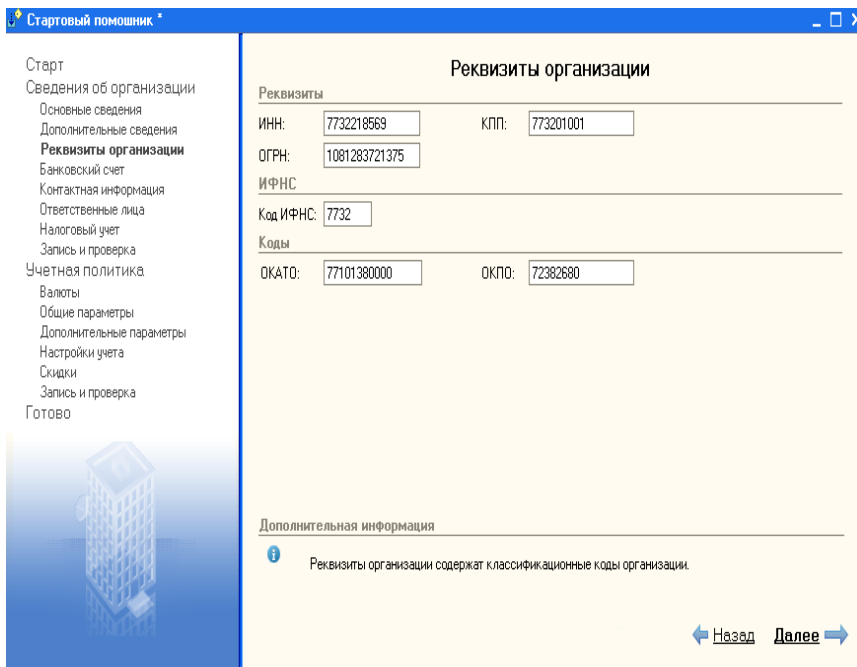 Стартовый помошник *
Старт
Сведения об организации
Основные сведения
Дополнительные сведения
Реквизиты организации
Банковский счет
Контактная информация
Ответственные лица
Налоговый учет
Запись и проверка
Учетная политика
Валюты
Общие параметры
Дополнительные параметры
Настройки учета
Скидки
Запись и проверка
Готово
Реквизиты организации
Реквизиты
ИНН: 7732218569 КПП: 773201001
ОГРН: 1081283721375
ИФНС
Код ИФНС: 7732
Коды
ОКАТО: 77101380000 ОКПО: 72382680
Дополнительная информация
Реквизиты организации содержат классификационные коды организации.
Назад Далее